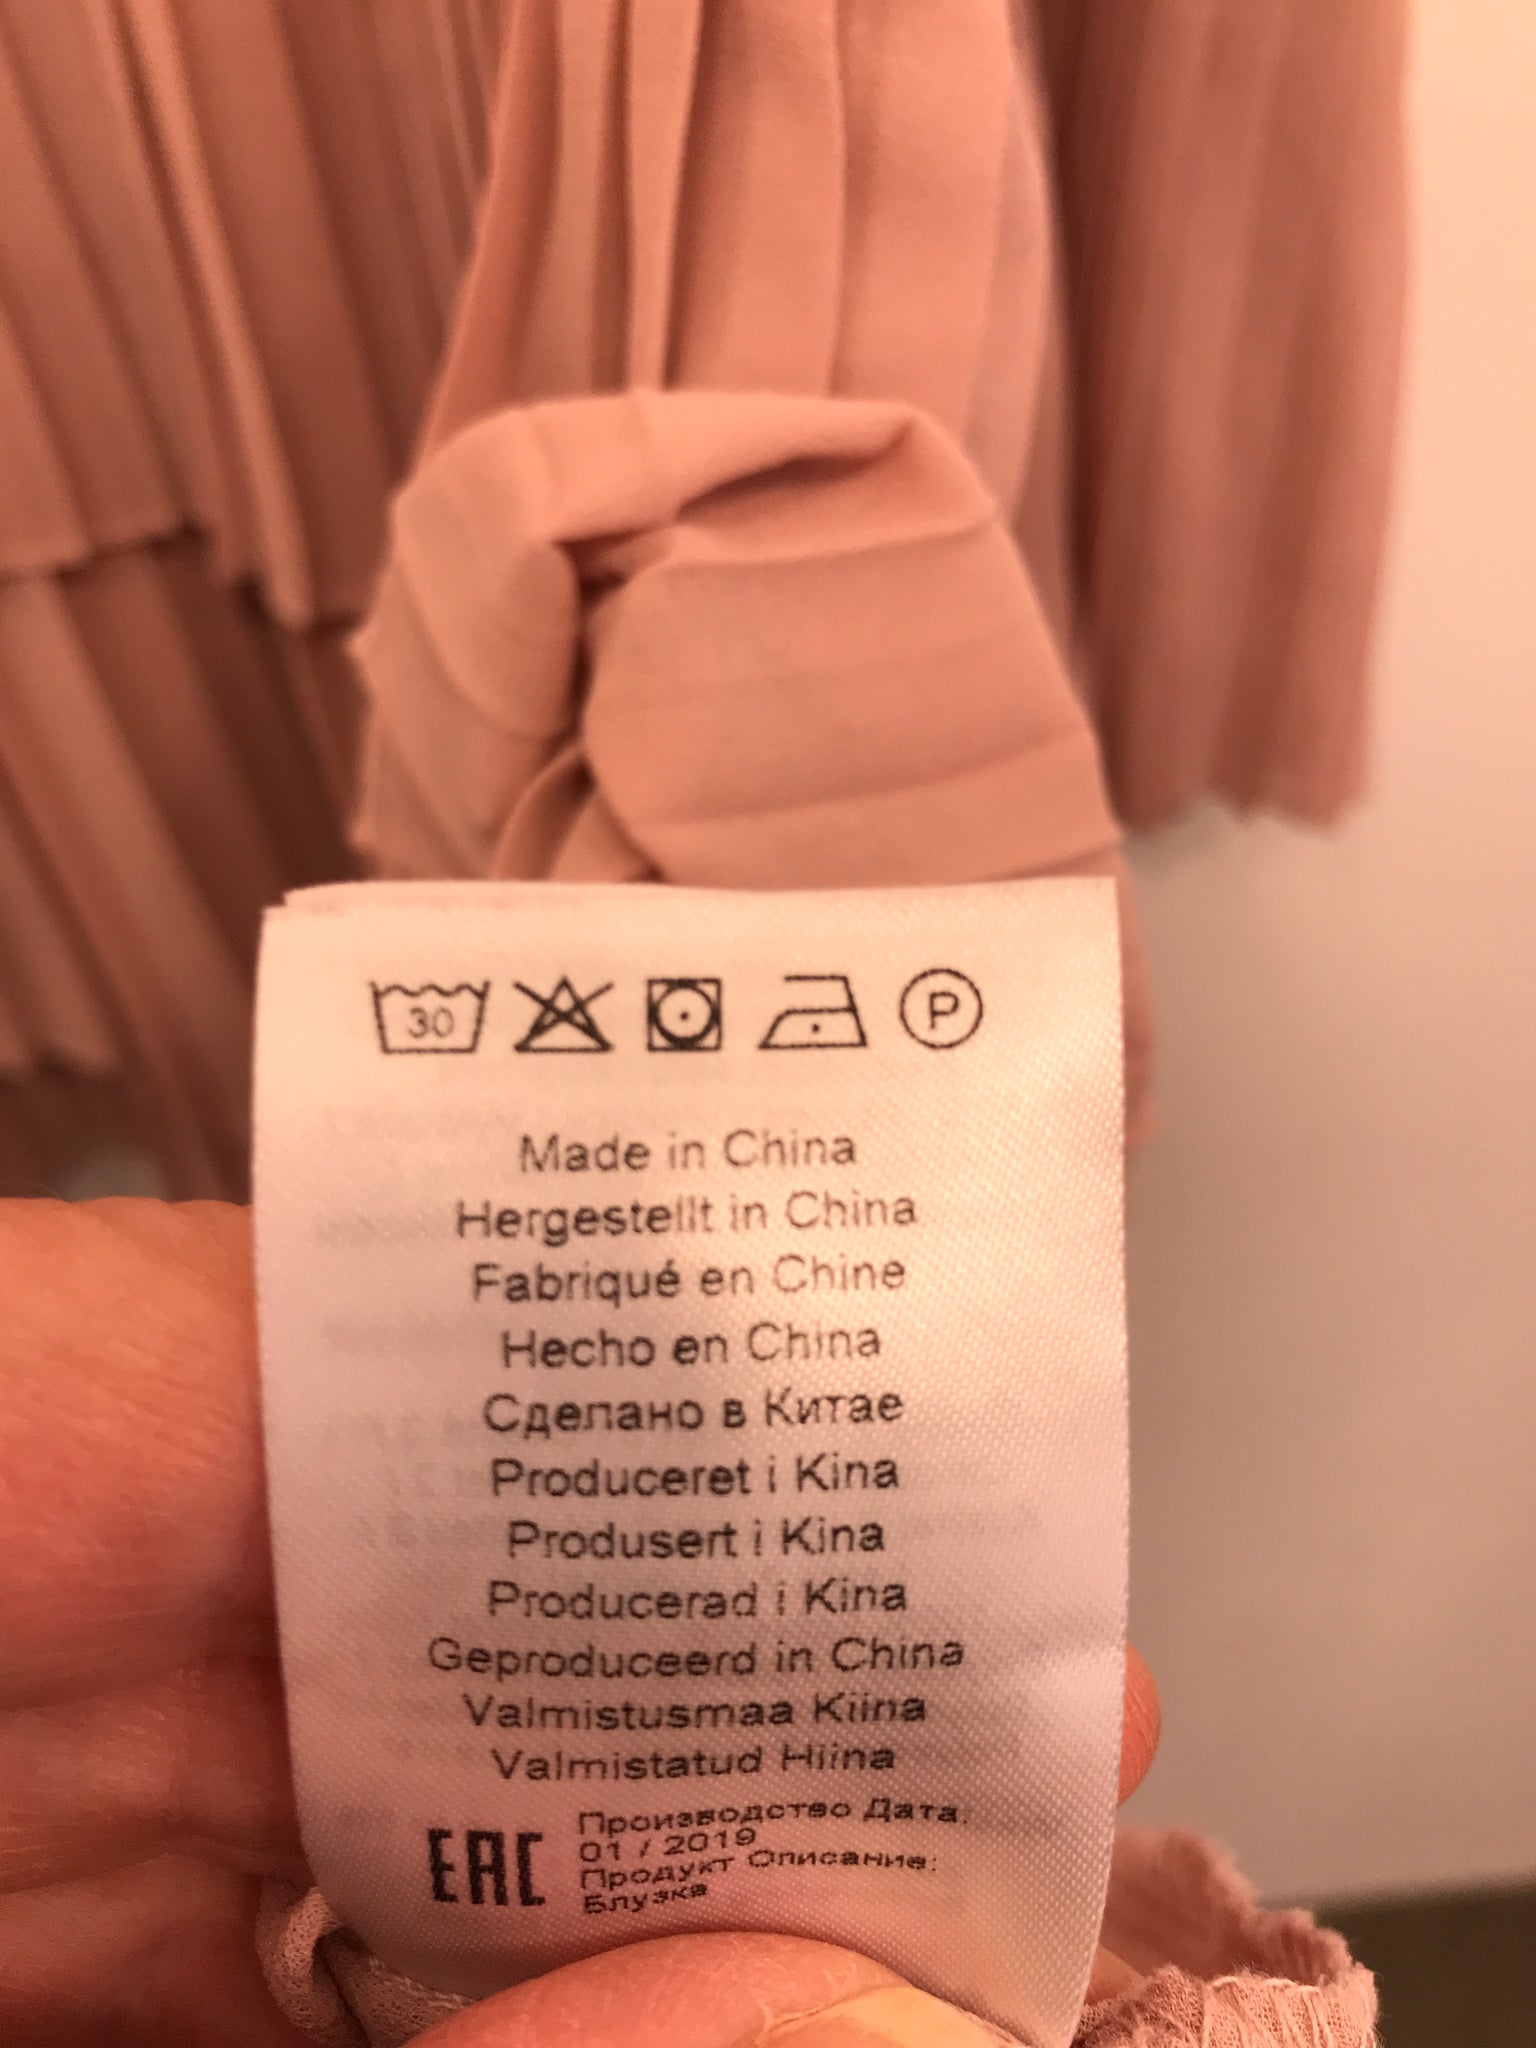 30 P
Made in China
Hergestellt in China
Fabriqué en Chine
Hecho en China
Сделано в Китае
Produceret i Kina
Produsert i Kina
Producerad i Kina
Geproduceerd in China
Valmistusmaa Kiina
Valmistatud Hiina
EAC
Производство Дата:
01 / 2019
Продукт Описание:
Блузка